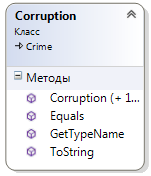 Corruption
Класс
Crime
Методы
Corruption (+ 1...
Equals
GetTypeName
ToString